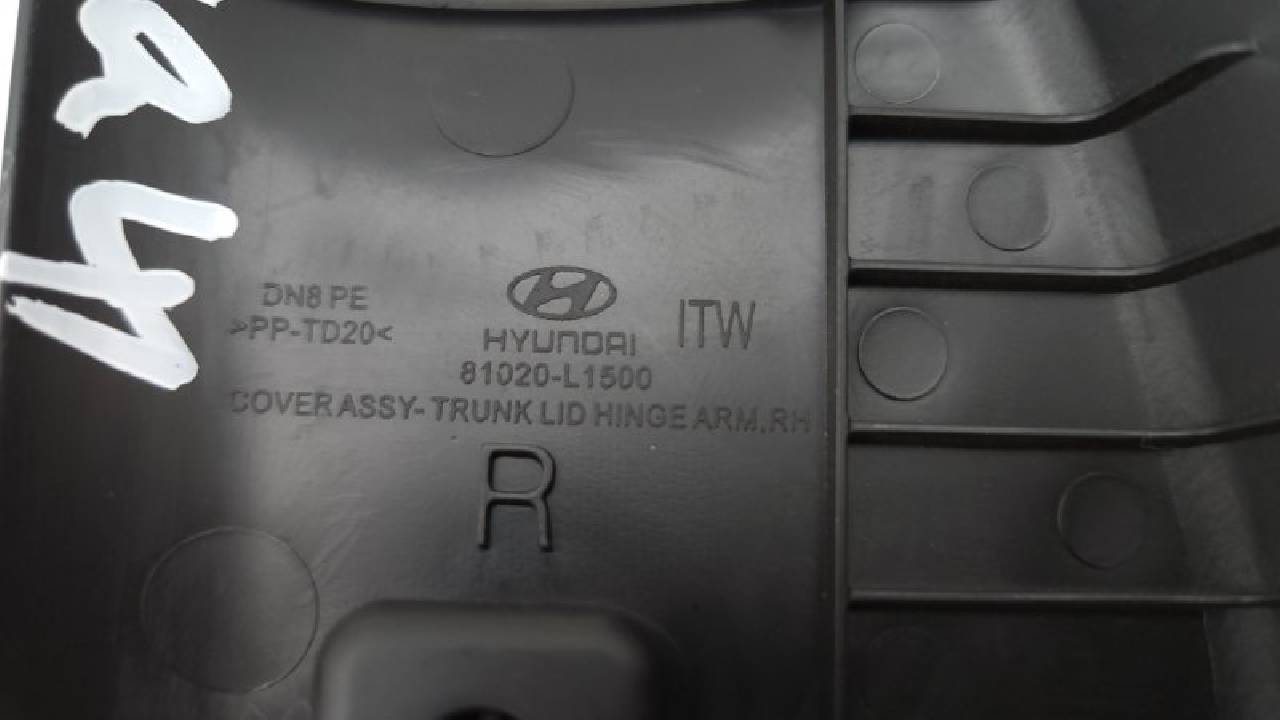 DN8 PE
>PP-TD20<
HYUNDAI
ITW
81020-L1500
COVER ASSY- TRUNK LID HINGE ARM,RH
R